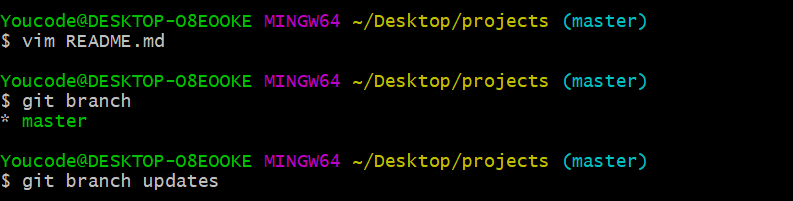 Youcode@DESKTOP-O8EOOKE MINGW64 ~/Desktop/projects (master)
$ vim README.md
Youcode@DESKTOP-O8EOOKE MINGW64 ~/Desktop/projects (master)
$ git branch
* master
Youcode@DESKTOP-O8EOOKE MINGW64 ~/Desktop/projects (master)
$ git branch updates